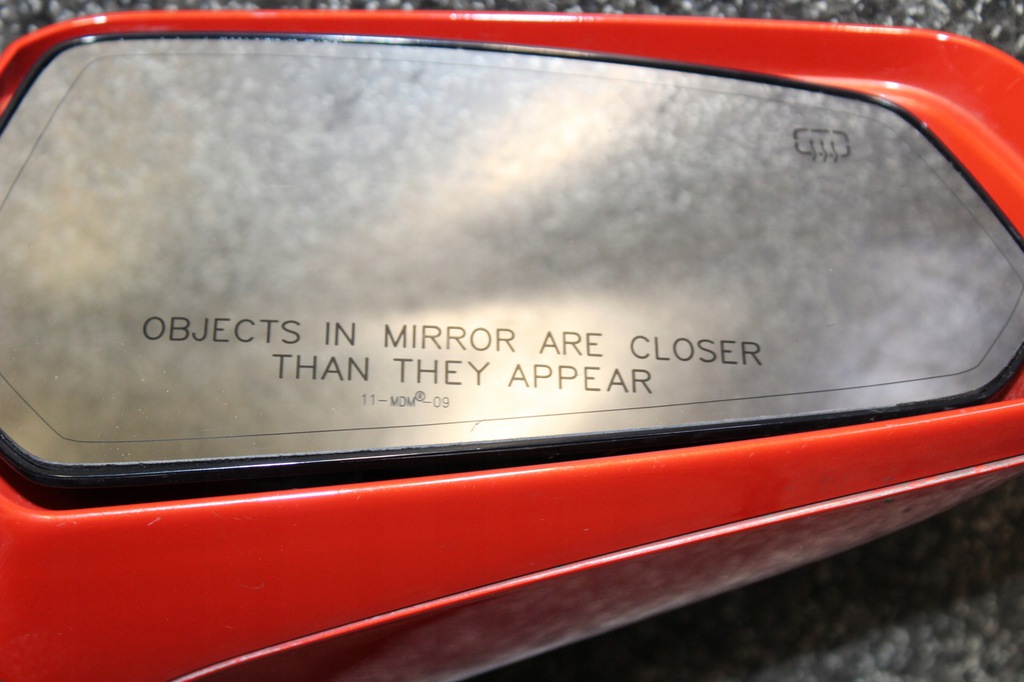 OBJECTS IN MIRROR ARE CLOSER
THAN THEY APPEAR
11-MDM®-09